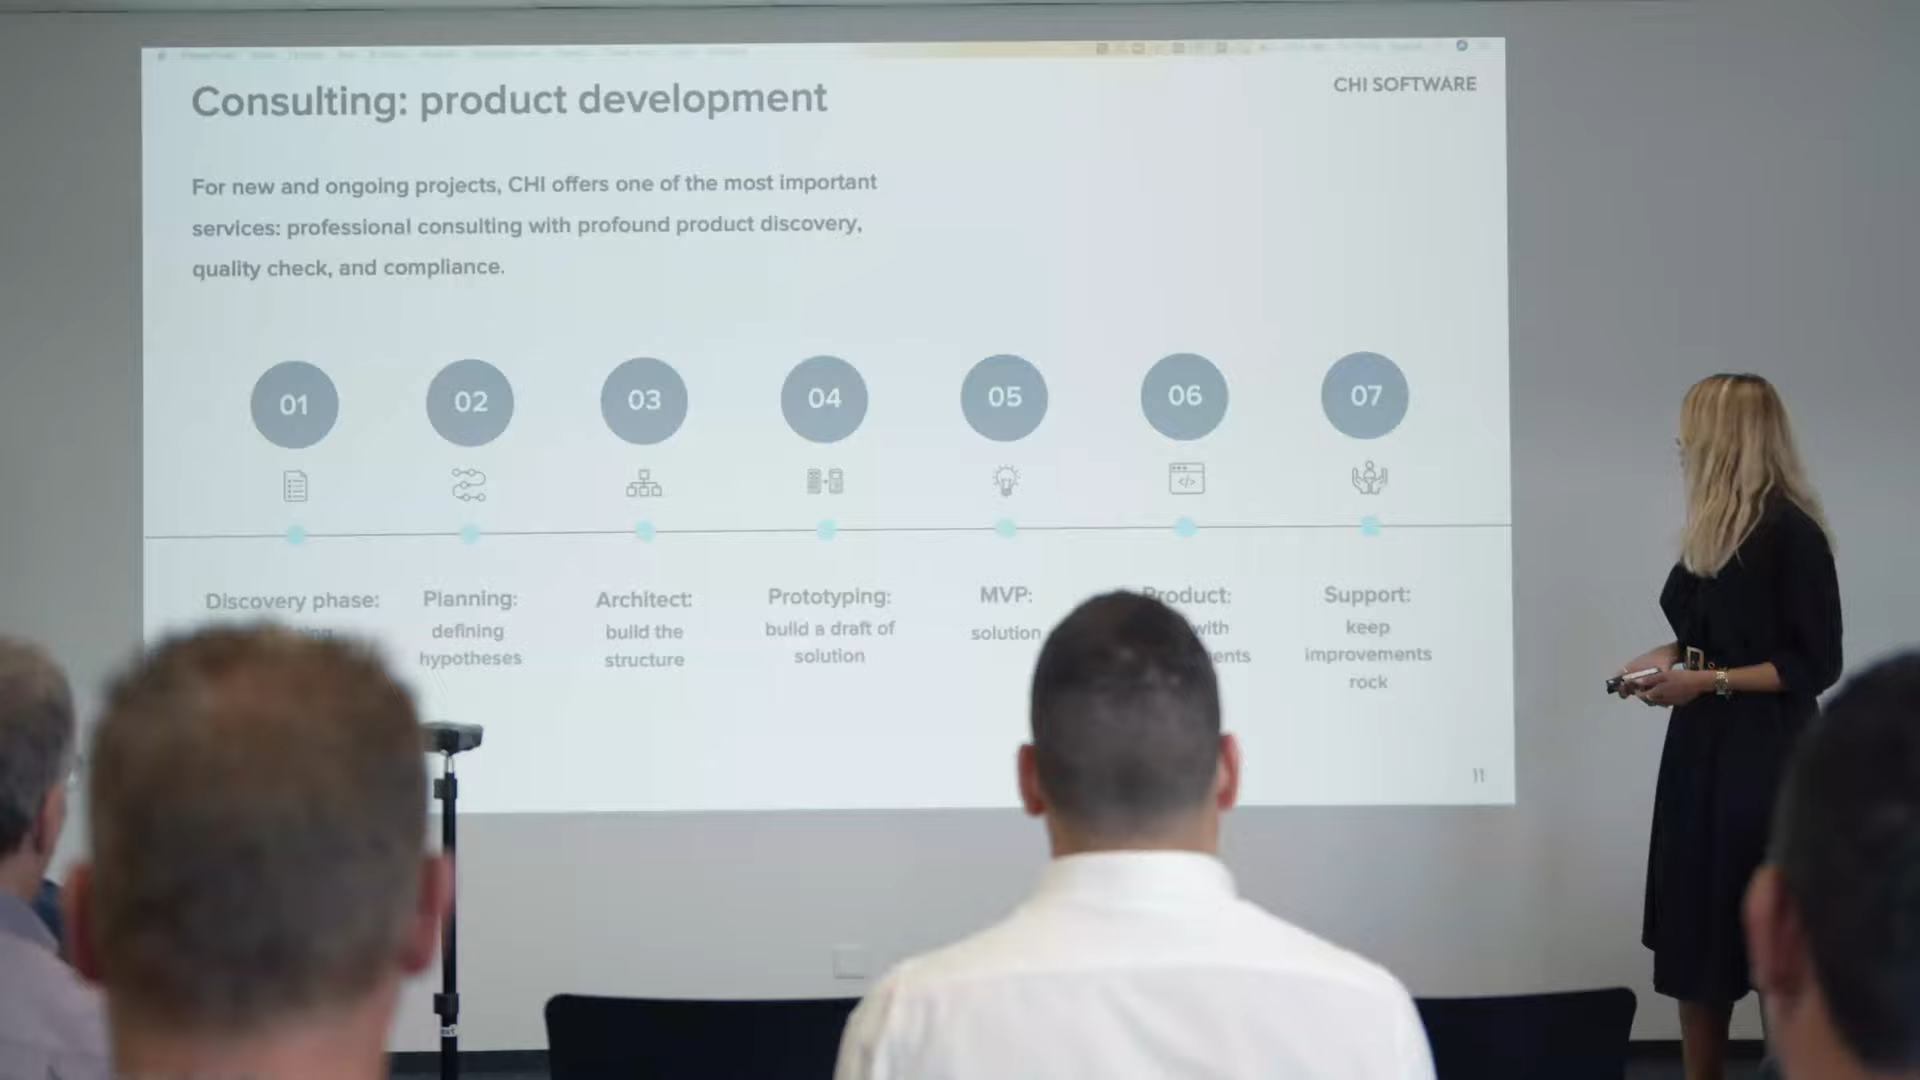 Consulting: product development
CHI SOFTWARE
For new and ongoing projects, CHI offers one of the most important
services: professional consulting with profound product discovery,
quality check, and compliance.
01
02
03
04
05
06
07
Discovery phase:
Planning:
defining
hypotheses
Architect:
build the
structure
Prototyping:
build a draft of
solution
MVP:
solution
Product:
with
Support:
keep
improvements
rock
11